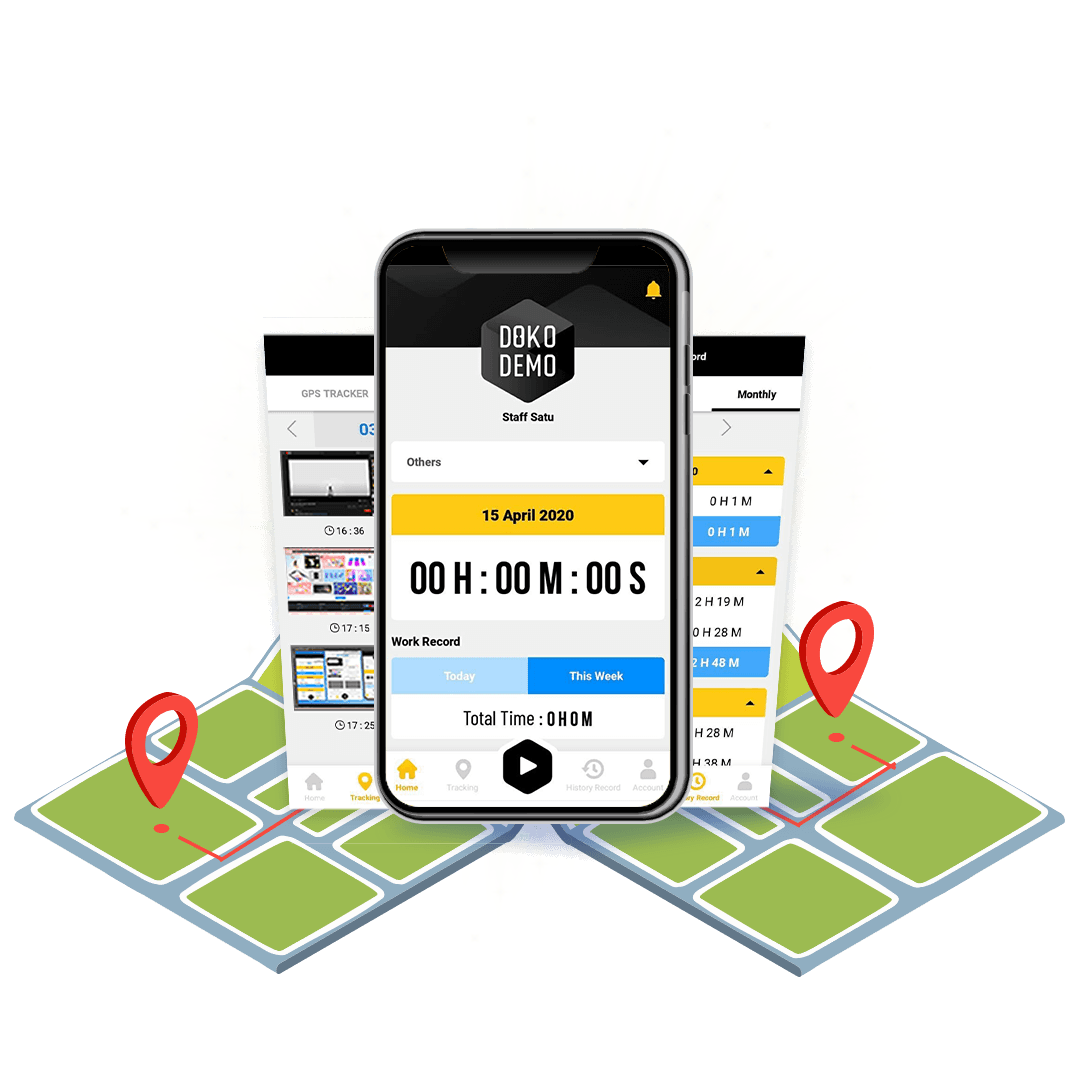 DOKO
DEMO
Staff Satu
Others
15 April 2020
00 H : 00 M : 00 S
Work Record
Today
This Week
Total Time : 0 H 0 M
Home
Tracking
History Record
Account
GPS TRACKER
03
16 : 36
17 : 15
17 : 25
Home
Tracking
Monthly
0 H 1 M
0 H 1 M
2 H 19 M
0 H 28 M
2 H 48 M
H 28 M
H 38 M
ory Record
Account